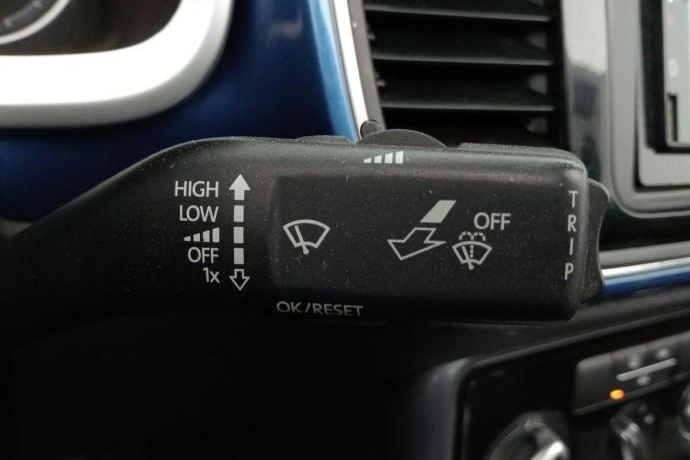 HIGH
LOW
OFF
1x
OFF
TRIP
OK/RESET